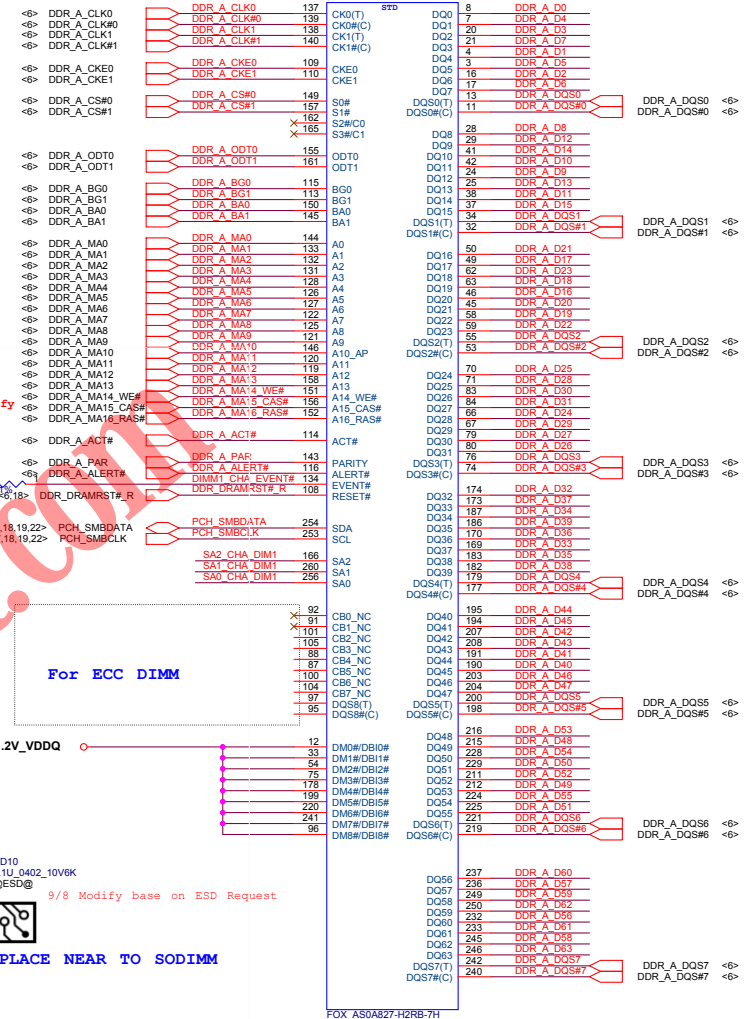 STD
<6> DDR_A_CLK0 DDR_A_CLK0 137 CK0(T)
<6> DDR_A_CLK#0 DDR_A_CLK#0 139 CK0#(C)
<6> DDR_A_CLK1 DDR_A_CLK1 138 CK1(T)
<6> DDR_A_CLK#1 DDR_A_CLK#1 140 CK1#(C)
<6> DDR_A_CKE0 DDR_A_CKE0 109 CKE0
<6> DDR_A_CKE1 DDR_A_CKE1 110 CKE1
<6> DDR_A_CS#0 DDR_A_CS#0 149 S0#
<6> DDR_A_CS#1 DDR_A_CS#1 157 S1#
162 S2#/C0
165 S3#/C1
<6> DDR_A_ODT0 DDR_A_ODT0 155 ODT0
<6> DDR_A_ODT1 DDR_A_ODT1 161 ODT1
<6> DDR_A_BG0 DDR_A_BG0 115 BG0
<6> DDR_A_BG1 DDR_A_BG1 113 BG1
<6> DDR_A_BA0 DDR_A_BA0 150 BA0
<6> DDR_A_BA1 DDR_A_BA1 145 BA1
<6> DDR_A_MA0 DDR_A_MA0 144 A0
<6> DDR_A_MA1 DDR_A_MA1 133 A1
<6> DDR_A_MA2 DDR_A_MA2 132 A2
<6> DDR_A_MA3 DDR_A_MA3 131 A3
<6> DDR_A_MA4 DDR_A_MA4 128 A4
<6> DDR_A_MA5 DDR_A_MA5 126 A5
<6> DDR_A_MA6 DDR_A_MA6 127 A6
<6> DDR_A_MA7 DDR_A_MA7 122 A7
<6> DDR_A_MA8 DDR_A_MA8 125 A8
<6> DDR_A_MA9 DDR_A_MA9 121 A9
<6> DDR_A_MA10 DDR_A_MA10 146 A10_AP
<6> DDR_A_MA11 DDR_A_MA11 120 A11
<6> DDR_A_MA12 DDR_A_MA12 119 A12
<6> DDR_A_MA13 DDR_A_MA13 158 A13
<6> DDR_A_MA14_WE# DDR_A_MA14_WE# 151 A14_WE#
fy <6> DDR_A_MA15_CAS# DDR_A_MA15_CAS# 156 A15_CAS#
<6> DDR_A_MA16_RAS# DDR_A_MA16_RAS# 152 A16_RAS#
<6> DDR_A_ACT# DDR_A_ACT# 114 ACT#
<6> DDR_A_PAR DDR_A_PAR 143 PARITY
<6> DDR_A_ALERT# DDR_A_ALERT# 116 ALERT#
1% DIMM1_CHA_EVENT# 134 EVENT#
<6,18> DDR_DRAMRST#_R DDR_DRAMRST#_R 108 RESET#
,18,19,22> PCH_SMBDATA PCH_SMBDATA 254 SDA
,18,19,22> PCH_SMBCLK PCH_SMBCLK 253 SCL
SA2_CHA_DIM1 166 SA2
SA1_CHA_DIM1 260 SA1
SA0_CHA_DIM1 256 SA0
92 CB0_NC
91 CB1_NC
101 CB2_NC
105 CB3_NC
88 CB4_NC
87 CB5_NC
100 CB6_NC
104 CB7_NC
97 DQS8(T)
95 DQS8#(C)
For ECC DIMM
.2V_VDDQ
12 DM0#/DBI0#
33 DM1#/DBI1#
54 DM2#/DBI2#
75 DM3#/DBI3#
178 DM4#/DBI4#
199 DM5#/DBI5#
220 DM6#/DBI6#
241 DM7#/DBI7#
96 DM8#/DBI8#
D10
.1U_0402_10V6K
@ESD@
9/8 Modify base on ESD Request
PLACE NEAR TO SODIMM
DQ0 8 DDR_A_D0
DQ1 7 DDR_A_D4
DQ2 20 DDR_A_D3
DQ3 21 DDR_A_D7
DQ4 4 DDR_A_D1
DQ5 3 DDR_A_D5
DQ6 16 DDR_A_D2
DQ7 17 DDR_A_D6
DQS0(T) 13 DDR_A_DQS0 DDR_A_DQS0 <6>
DQS0#(C) 11 DDR_A_DQS#0 DDR_A_DQS#0 <6>
DQ8 28 DDR_A_D8
DQ9 29 DDR_A_D12
DQ10 41 DDR_A_D14
DQ11 42 DDR_A_D10
DQ12 24 DDR_A_D9
DQ13 25 DDR_A_D13
DQ14 38 DDR_A_D11
DQ15 37 DDR_A_D15
DQS1(T) 34 DDR_A_DQS1 DDR_A_DQS1 <6>
DQS1#(C) 32 DDR_A_DQS#1 DDR_A_DQS#1 <6>
DQ16 50 DDR_A_D21
DQ17 49 DDR_A_D17
DQ18 62 DDR_A_D23
DQ19 63 DDR_A_D18
DQ20 46 DDR_A_D16
DQ21 45 DDR_A_D20
DQ22 58 DDR_A_D19
DQ23 59 DDR_A_D22
DQS2(T) 55 DDR_A_DQS2 DDR_A_DQS2 <6>
DQS2#(C) 53 DDR_A_DQS#2 DDR_A_DQS#2 <6>
DQ24 70 DDR_A_D25
DQ25 71 DDR_A_D28
DQ26 83 DDR_A_D30
DQ27 84 DDR_A_D31
DQ28 66 DDR_A_D24
DQ29 67 DDR_A_D29
DQ30 79 DDR_A_D27
DQ31 80 DDR_A_D26
DQS3(T) 76 DDR_A_DQS3 DDR_A_DQS3 <6>
DQS3#(C) 74 DDR_A_DQS#3 DDR_A_DQS#3 <6>
DQ32 174 DDR_A_D32
DQ33 173 DDR_A_D37
DQ34 187 DDR_A_D34
DQ35 186 DDR_A_D39
DQ36 170 DDR_A_D36
DQ37 169 DDR_A_D33
DQ38 183 DDR_A_D35
DQ39 182 DDR_A_D38
DQS4(T) 179 DDR_A_DQS4 DDR_A_DQS4 <6>
DQS4#(C) 177 DDR_A_DQS#4 DDR_A_DQS#4 <6>
DQ40 195 DDR_A_D44
DQ41 194 DDR_A_D45
DQ42 207 DDR_A_D42
DQ43 208 DDR_A_D43
DQ44 191 DDR_A_D41
DQ45 190 DDR_A_D40
DQ46 203 DDR_A_D46
DQ47 204 DDR_A_D47
DQS5(T) 200 DDR_A_DQS5 DDR_A_DQS5 <6>
DQS5#(C) 198 DDR_A_DQS#5 DDR_A_DQS#5 <6>
DQ48 216 DDR_A_D53
DQ49 215 DDR_A_D48
DQ50 228 DDR_A_D54
DQ51 229 DDR_A_D50
DQ52 211 DDR_A_D52
DQ53 212 DDR_A_D49
DQ54 224 DDR_A_D55
DQ55 225 DDR_A_D51
DQS6(T) 221 DDR_A_DQS6 DDR_A_DQS6 <6>
DQS6#(C) 219 DDR_A_DQS#6 DDR_A_DQS#6 <6>
DQ56 237 DDR_A_D60
DQ57 236 DDR_A_D57
DQ58 249 DDR_A_D59
DQ59 250 DDR_A_D62
DQ60 232 DDR_A_D56
DQ61 233 DDR_A_D61
DQ62 245 DDR_A_D58
DQ63 246 DDR_A_D63
DQS7(T) 242 DDR_A_DQS7 DDR_A_DQS7 <6>
DQS7#(C) 240 DDR_A_DQS#7 DDR_A_DQS#7 <6>
FOX_AS0A827-H2RB-7H
.com